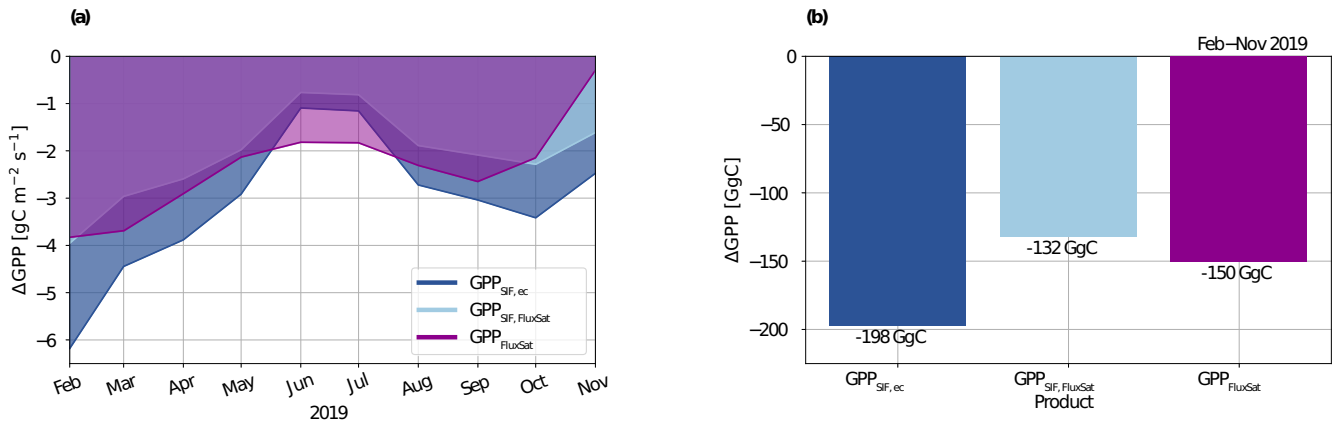 (a)
0
−1
−2
−3
−4
−5
−6
ΔGPP [gC m⁻² s⁻¹]
Feb
Mar
Apr
May
Jun
Jul
Aug
Sep
Oct
Nov
2019
GPP_SIF, ec
GPP_SIF, FluxSat
GPP_FluxSat
(b)
Feb−Nov 2019
0
−50
−100
−150
−200
ΔGPP [GgC]
-198 GgC
-132 GgC
-150 GgC
GPP_SIF, ec
GPP_SIF, FluxSat
GPP_FluxSat
Product